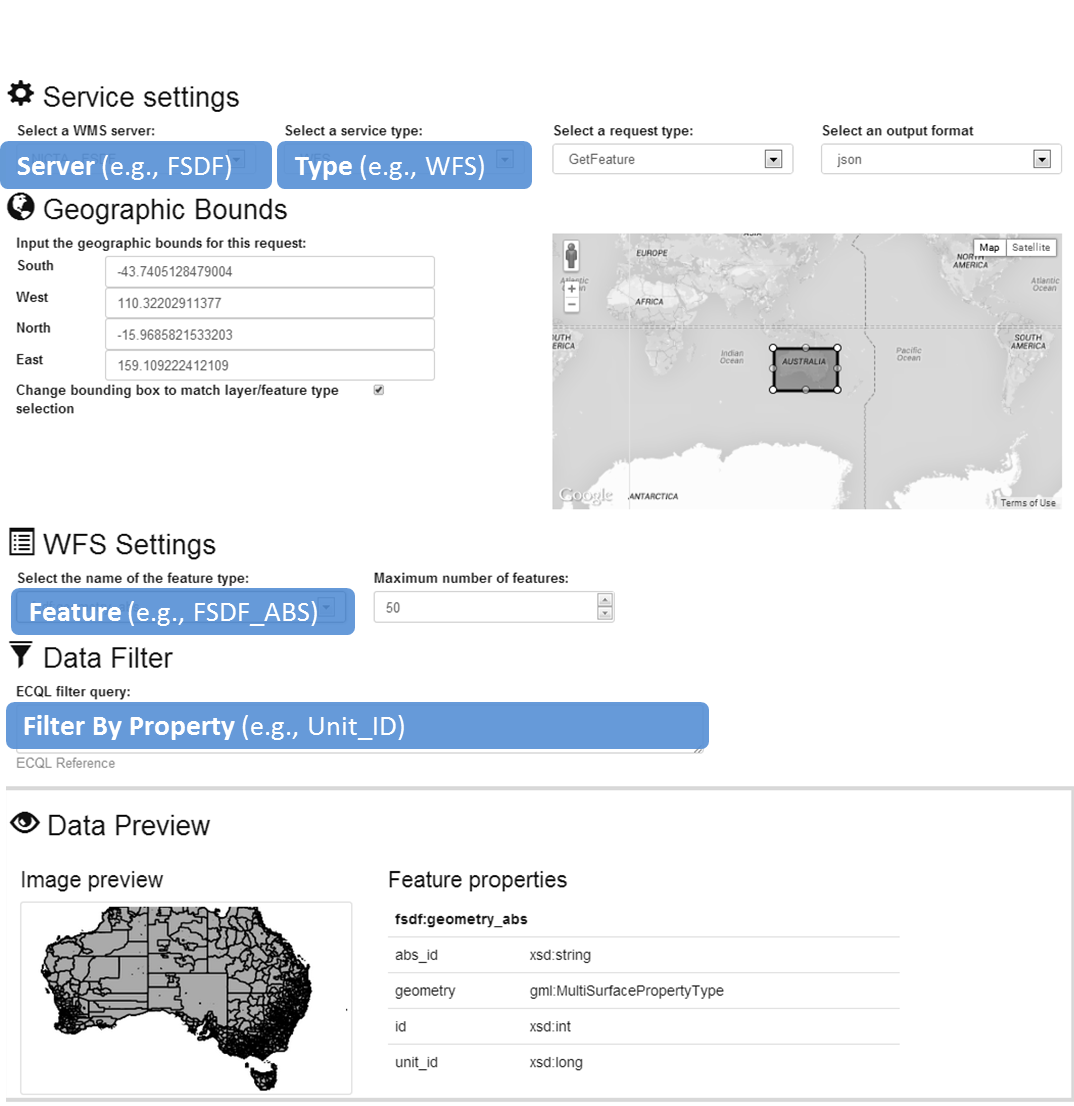 Service settings
Select a WMS server:
Select a service type:
Select a request type:
Select an output format
Server (e.g., FSDF)
Type (e.g., WFS)
GetFeature
json
Geographic Bounds
Input the geographic bounds for this request:
South
-43.7405128479004
West
110.32202911377
North
-15.9685821533203
East
159.109222412109
Change bounding box to match layer/feature type
selection
Map
Satellite
ASIA
EUROPE
NORTH
AMERICA
Atlantic
Ocean
Atlantic
Ocean
AFRICA
SOUTH
AMERICA
Indian
Ocean
AUSTRALIA
Pacific
Ocean
Google
ANTARCTICA
Terms of Use
WFS Settings
Select the name of the feature type:
Maximum number of features:
Feature (e.g., FSDF_ABS)
50
Data Filter
ECQL filter query:
Filter By Property (e.g., Unit_ID)
ECQL Reference
Data Preview
Image preview
Feature properties
fsdf:geometry_abs
abs_id
xsd:string
geometry
gml:MultiSurfacePropertyType
id
xsd:int
unit_id
xsd:long